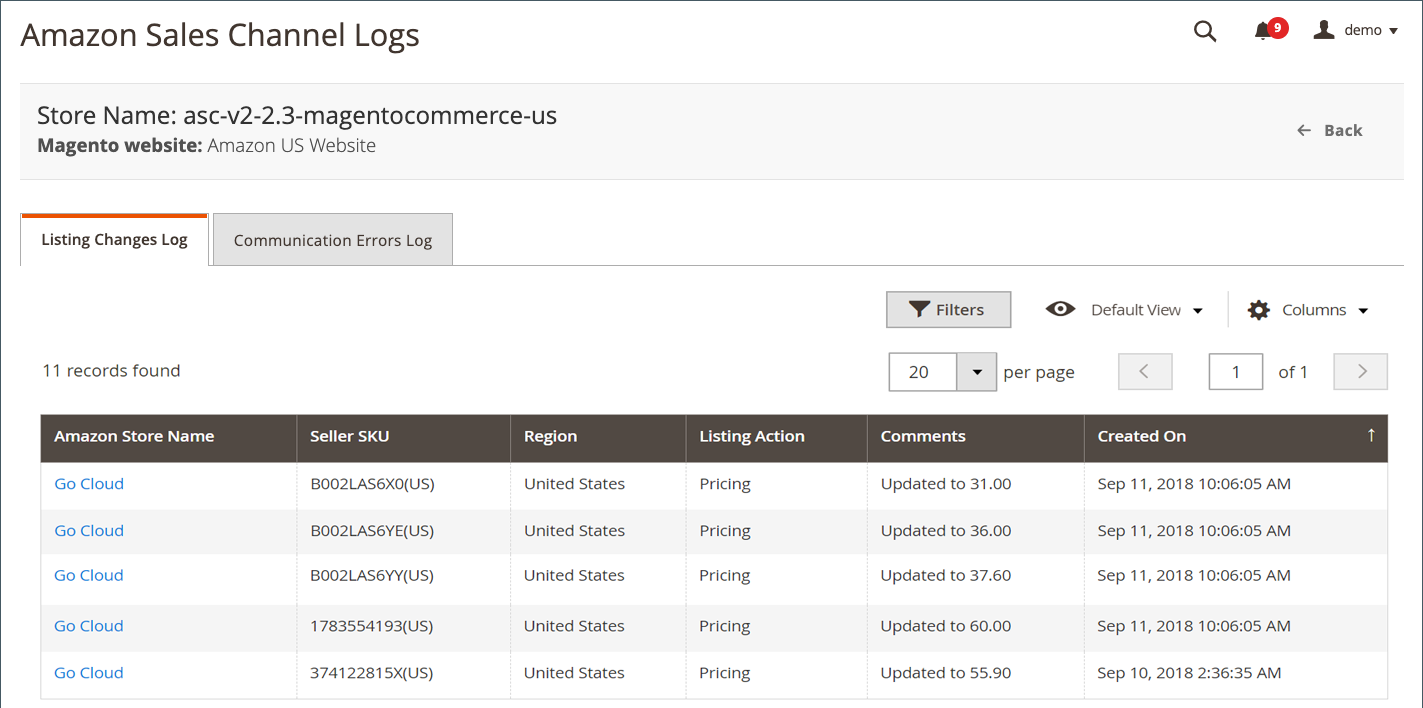 Amazon Sales Channel Logs
9
demo
Store Name: asc-v2-2.3-magentocommerce-us
Magento website: Amazon US Website
Back
Listing Changes Log
Communication Errors Log
Filters
Default View
Columns
11 records found
20
per page
1
of 1
Amazon Store Name Seller SKU Region Listing Action Comments Created On
Go Cloud B002LAS6X0(US) United States Pricing Updated to 31.00 Sep 11, 2018 10:06:05 AM
Go Cloud B002LAS6YE(US) United States Pricing Updated to 36.00 Sep 11, 2018 10:06:05 AM
Go Cloud B002LAS6YY(US) United States Pricing Updated to 37.60 Sep 11, 2018 10:06:05 AM
Go Cloud 1783554193(US) United States Pricing Updated to 60.00 Sep 11, 2018 10:06:05 AM
Go Cloud 374122815X(US) United States Pricing Updated to 55.90 Sep 10, 2018 2:36:35 AM